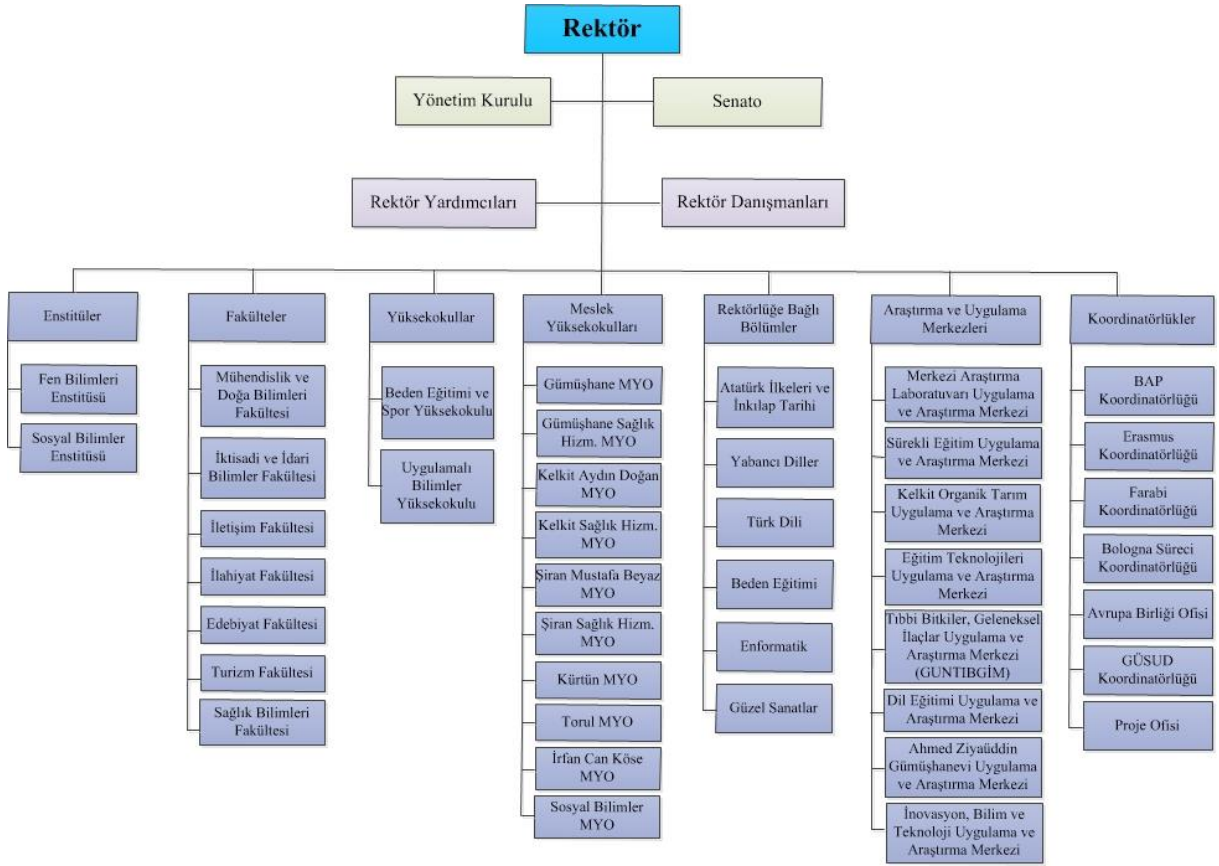 Rektör
Yönetim Kurulu
Senato
Rektör Yardımcıları
Rektör Danışmanları
Enstitüler
Fen Bilimleri
Enstitüsü
Sosyal Bilimler
Enstitüsü
Fakülteler
Mühendislik ve
Doğa Bilimleri
Fakültesi
İktisadi ve İdari
Bilimler Fakültesi
İletişim Fakültesi
İlahiyat Fakültesi
Edebiyat Fakültesi
Turizm Fakültesi
Sağlık Bilimleri
Fakültesi
Yüksekokullar
Beden Eğitimi ve
Spor Yüksekokulu
Uygulamalı
Bilimler
Yüksekokulu
Meslek
Yüksekokulları
Gümüşhane MYO
Gümüşhane Sağlık
Hizm. MYO
Kelkit Aydın Doğan
MYO
Kelkit Sağlık Hizm.
MYO
Şiran Mustafa Beyaz
MYO
Şiran Sağlık Hizm.
MYO
Kürtün MYO
Torul MYO
İrfan Can Köse
MYO
Sosyal Bilimler
MYO
Rektörlüğe Bağlı
Bölümler
Atatürk İlkeleri ve
İnkılap Tarihi
Yabancı Diller
Türk Dili
Beden Eğitimi
Enformatik
Güzel Sanatlar
Araştırma ve Uygulama
Merkezleri
Merkezi Araştırma
Laboratuvarı Uygulama
ve Araştırma Merkezi
Sürekli Eğitim Uygulama
ve Araştırma Merkezi
Kelkit Organik Tarım
Uygulama ve Araştırma
Merkezi
Eğitim Teknolojileri
Uygulama ve Araştırma
Merkezi
Tıbbi Bitkiler, Geleneksel
İlaçlar Uygulama ve
Araştırma Merkezi
(GUNTIBGİM)
Dil Eğitimi Uygulama ve
Araştırma Merkezi
Ahmed Ziyaüddin
Gümüşhanevi Uygulama
ve Araştırma Merkezi
İnovasyon, Bilim ve
Teknoloji Uygulama ve
Araştırma Merkezi
Koordinatörlükler
BAP
Koordinatörlüğü
Erasmus
Koordinatörlüğü
Farabi
Koordinatörlüğü
Bologna Süreci
Koordinatörlüğü
Avrupa Birliği Ofisi
GÜSUD
Koordinatörlüğü
Proje Ofisi